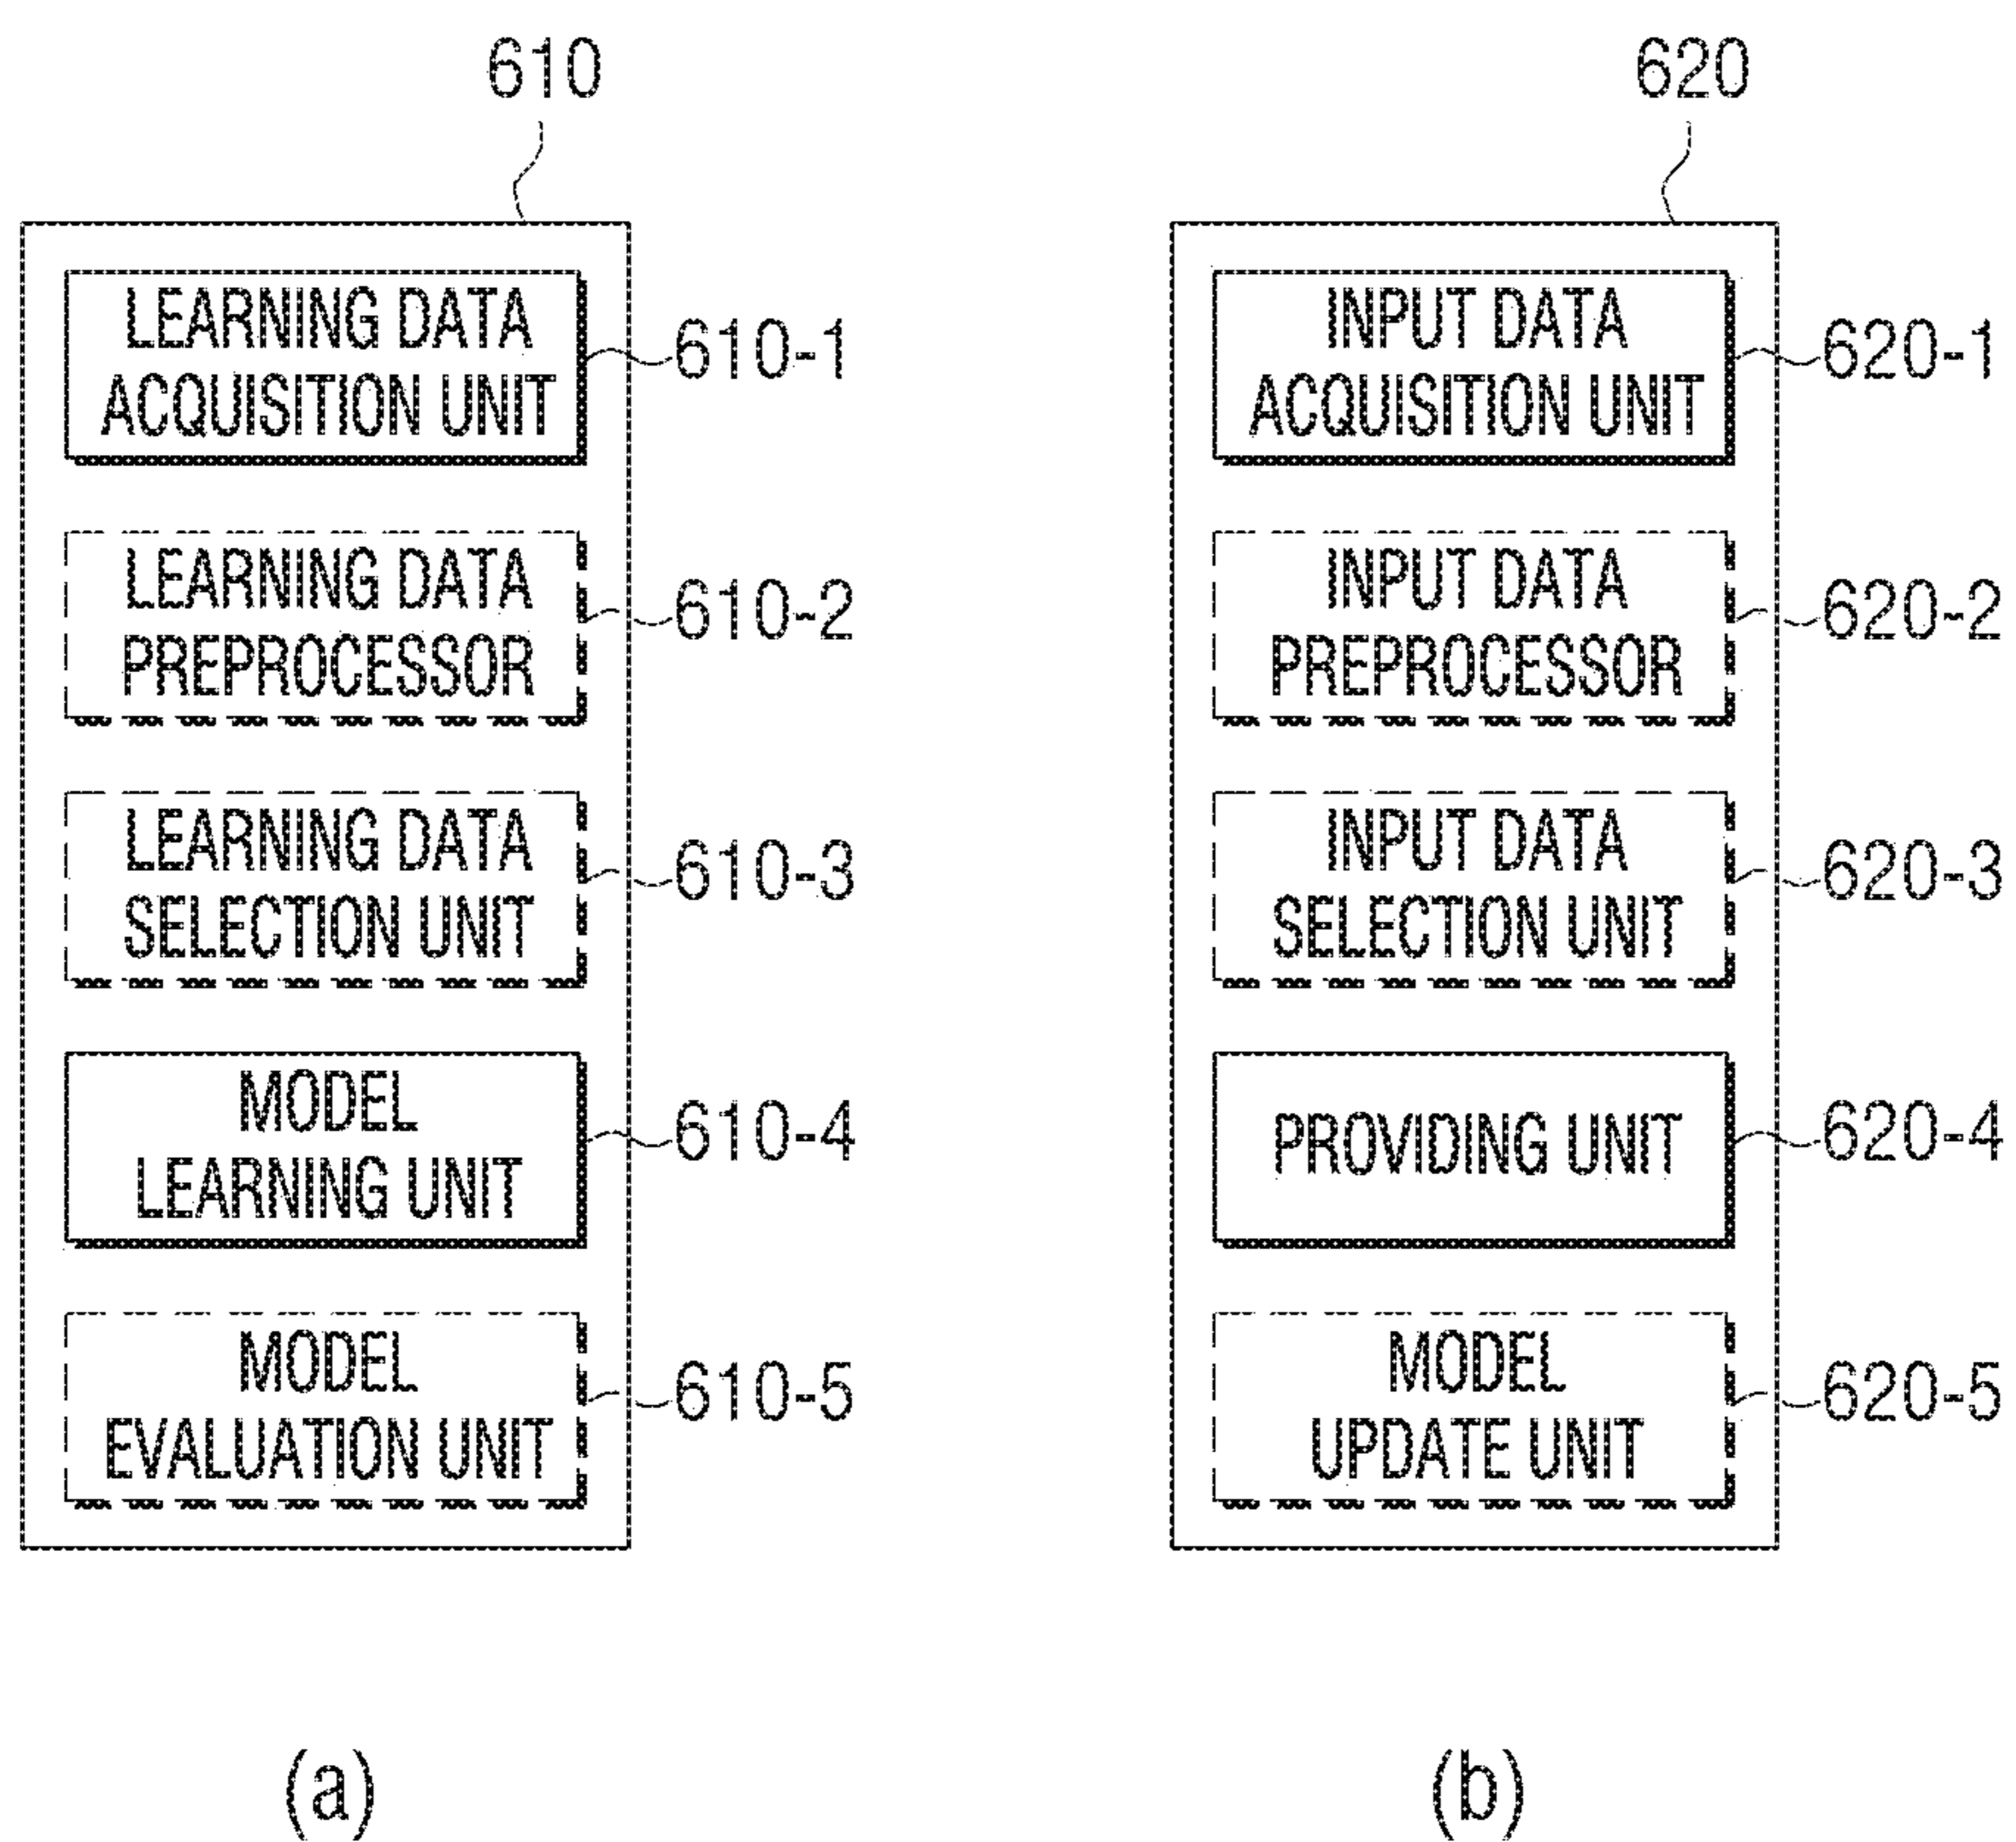 610
LEARNING DATA
ACQUISITION UNIT
610-1
LEARNING DATA
PREPROCESSOR
610-2
LEARNING DATA
SELECTION UNIT
610-3
MODEL
LEARNING UNIT
610-4
MODEL
EVALUATION UNIT
610-5
(a)
620
INPUT DATA
ACQUISITION UNIT
620-1
INPUT DATA
PREPROCESSOR
620-2
INPUT DATA
SELECTION UNIT
620-3
PROVIDING UNIT
620-4
MODEL
UPDATE UNIT
620-5
(b)